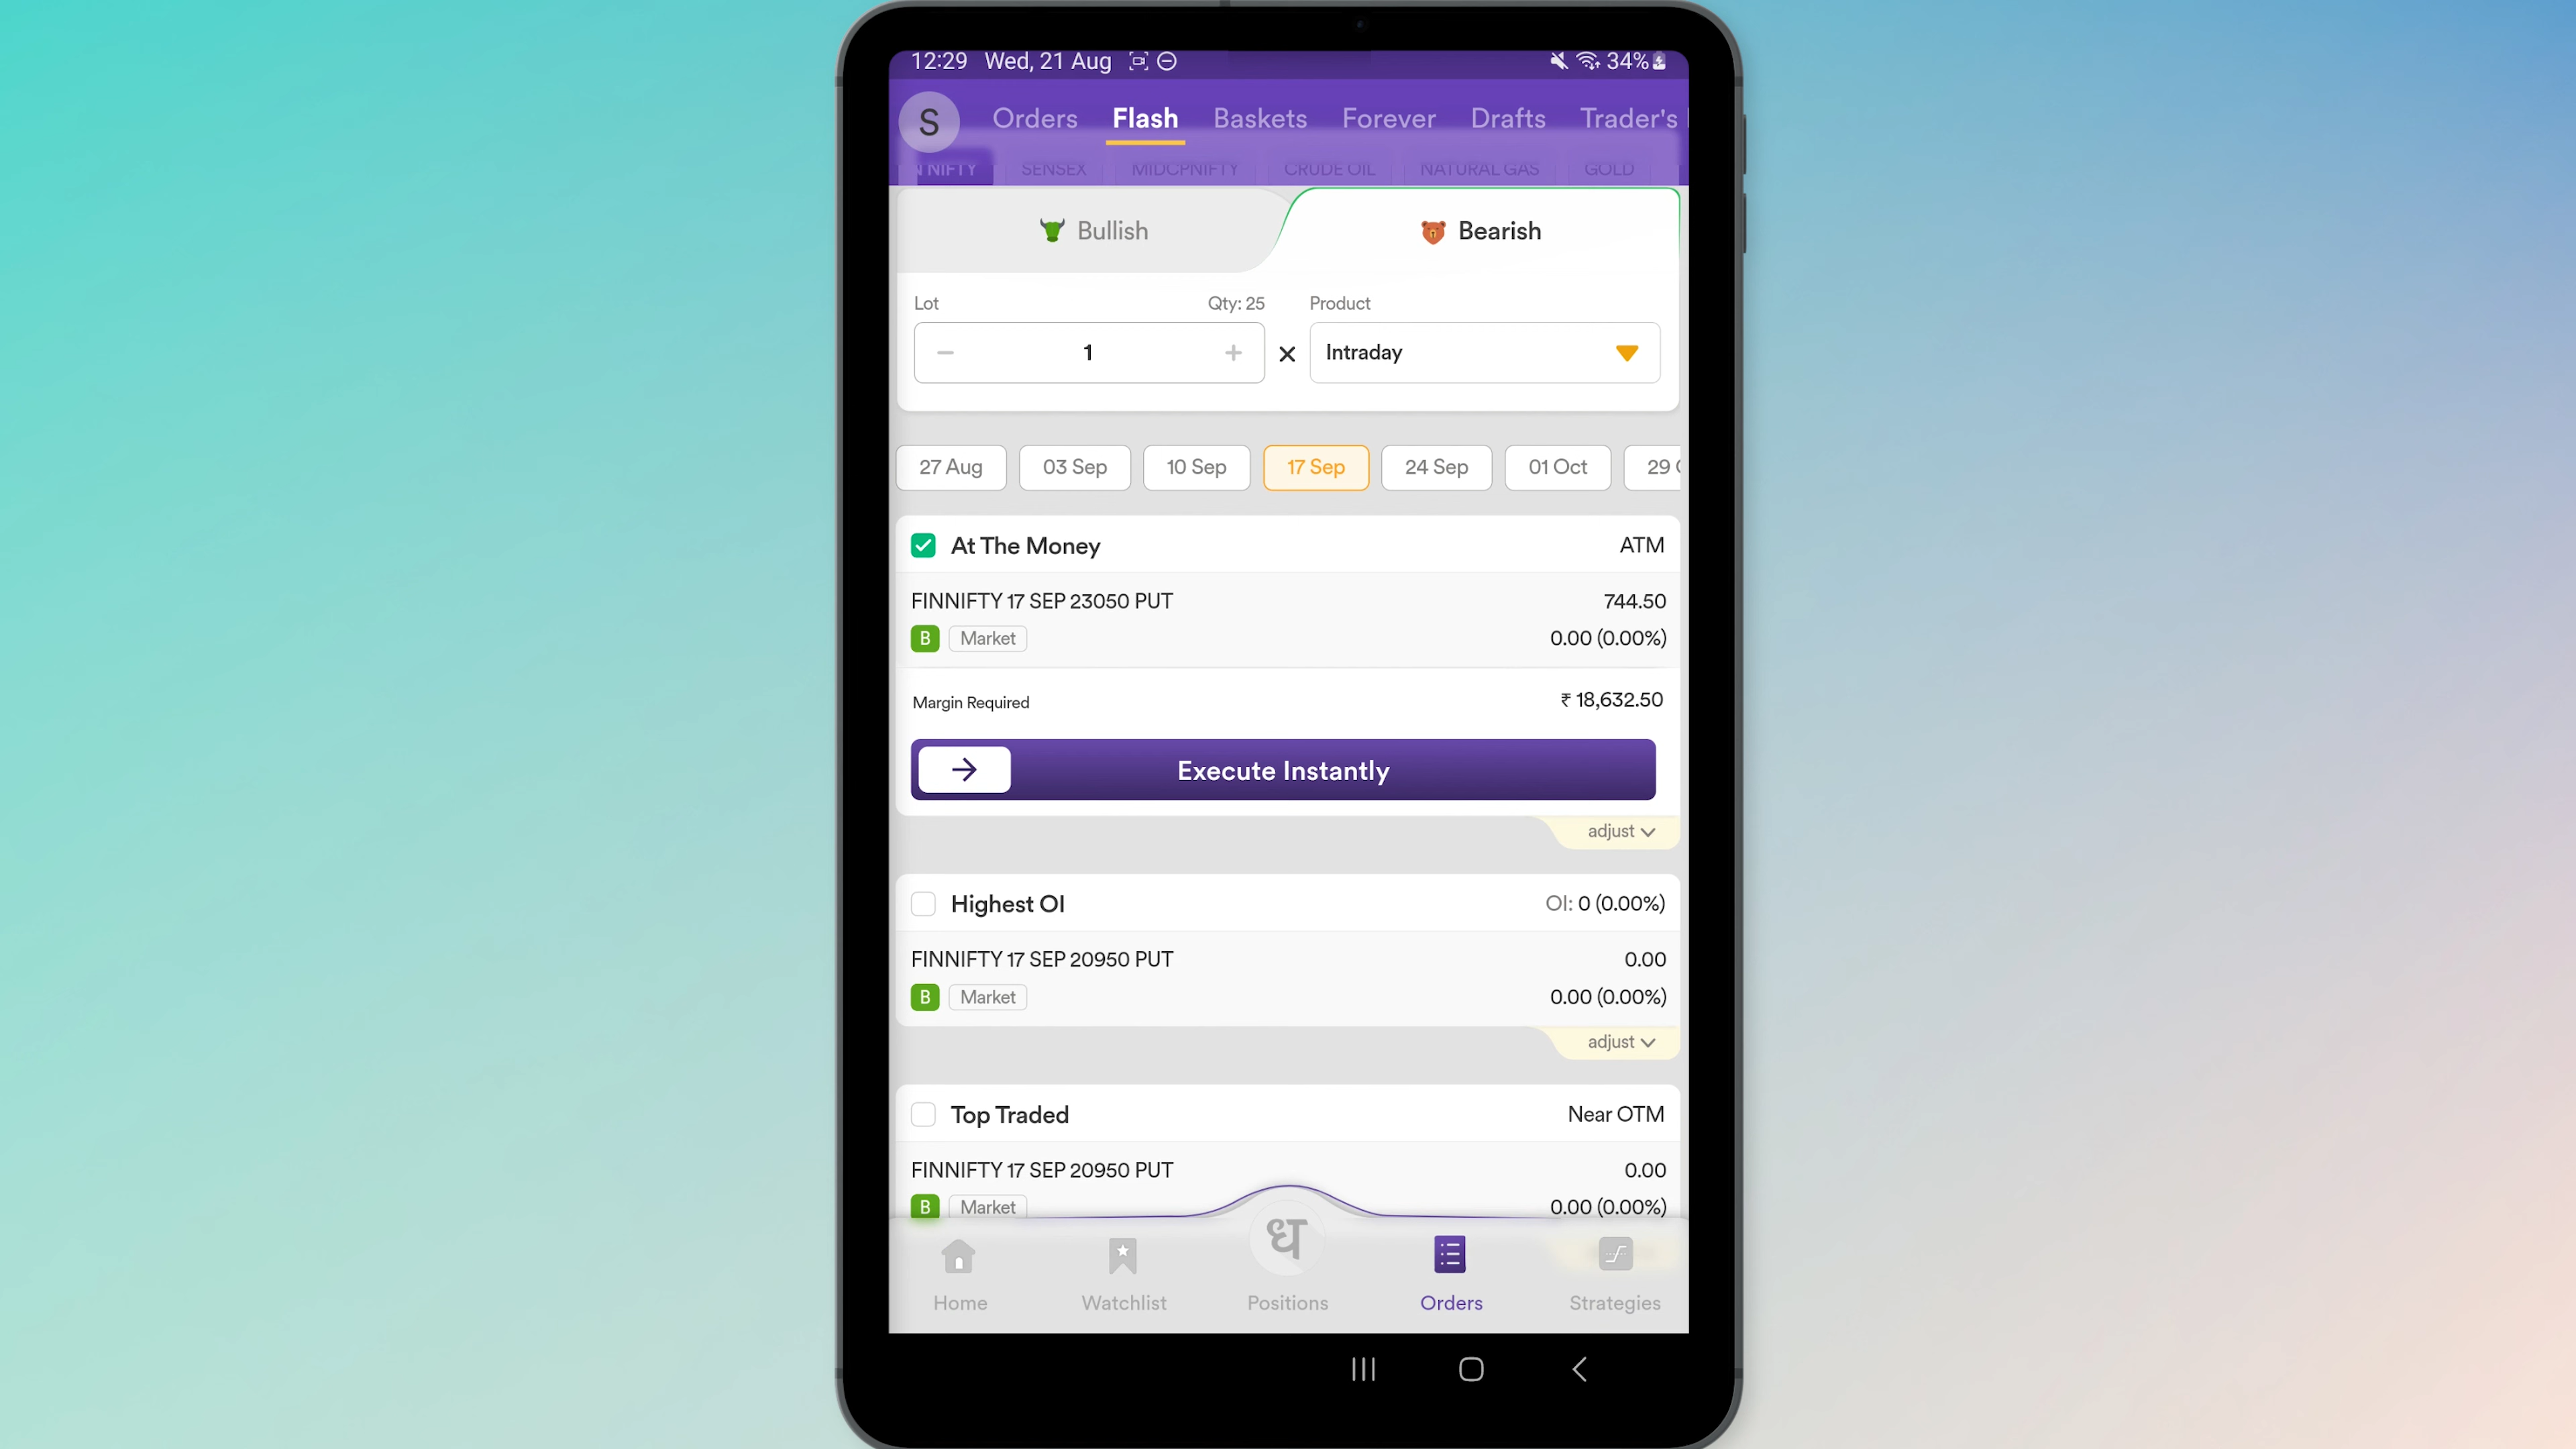 12:29 Wed, 21 Aug 34%
S Orders Flash Baskets Forever Drafts Trader's
N NIFTY SENSEX MIDCPNIFTY CRUDE OIL NATURAL GAS GOLD
Bullish Bearish
Lot Qty: 25 Product
− 1 + × Intraday
27 Aug 03 Sep 10 Sep 17 Sep 24 Sep 01 Oct 29
At The Money ATM
FINNIFTY 17 SEP 23050 PUT 744.50
B Market 0.00 (0.00%)
Margin Required ₹ 18,632.50
Execute Instantly
adjust
Highest OI OI: 0 (0.00%)
FINNIFTY 17 SEP 20950 PUT 0.00
B Market 0.00 (0.00%)
adjust
Top Traded Near OTM
FINNIFTY 17 SEP 20950 PUT 0.00
B Market 0.00 (0.00%)
ध
Home Watchlist Positions Orders Strategies